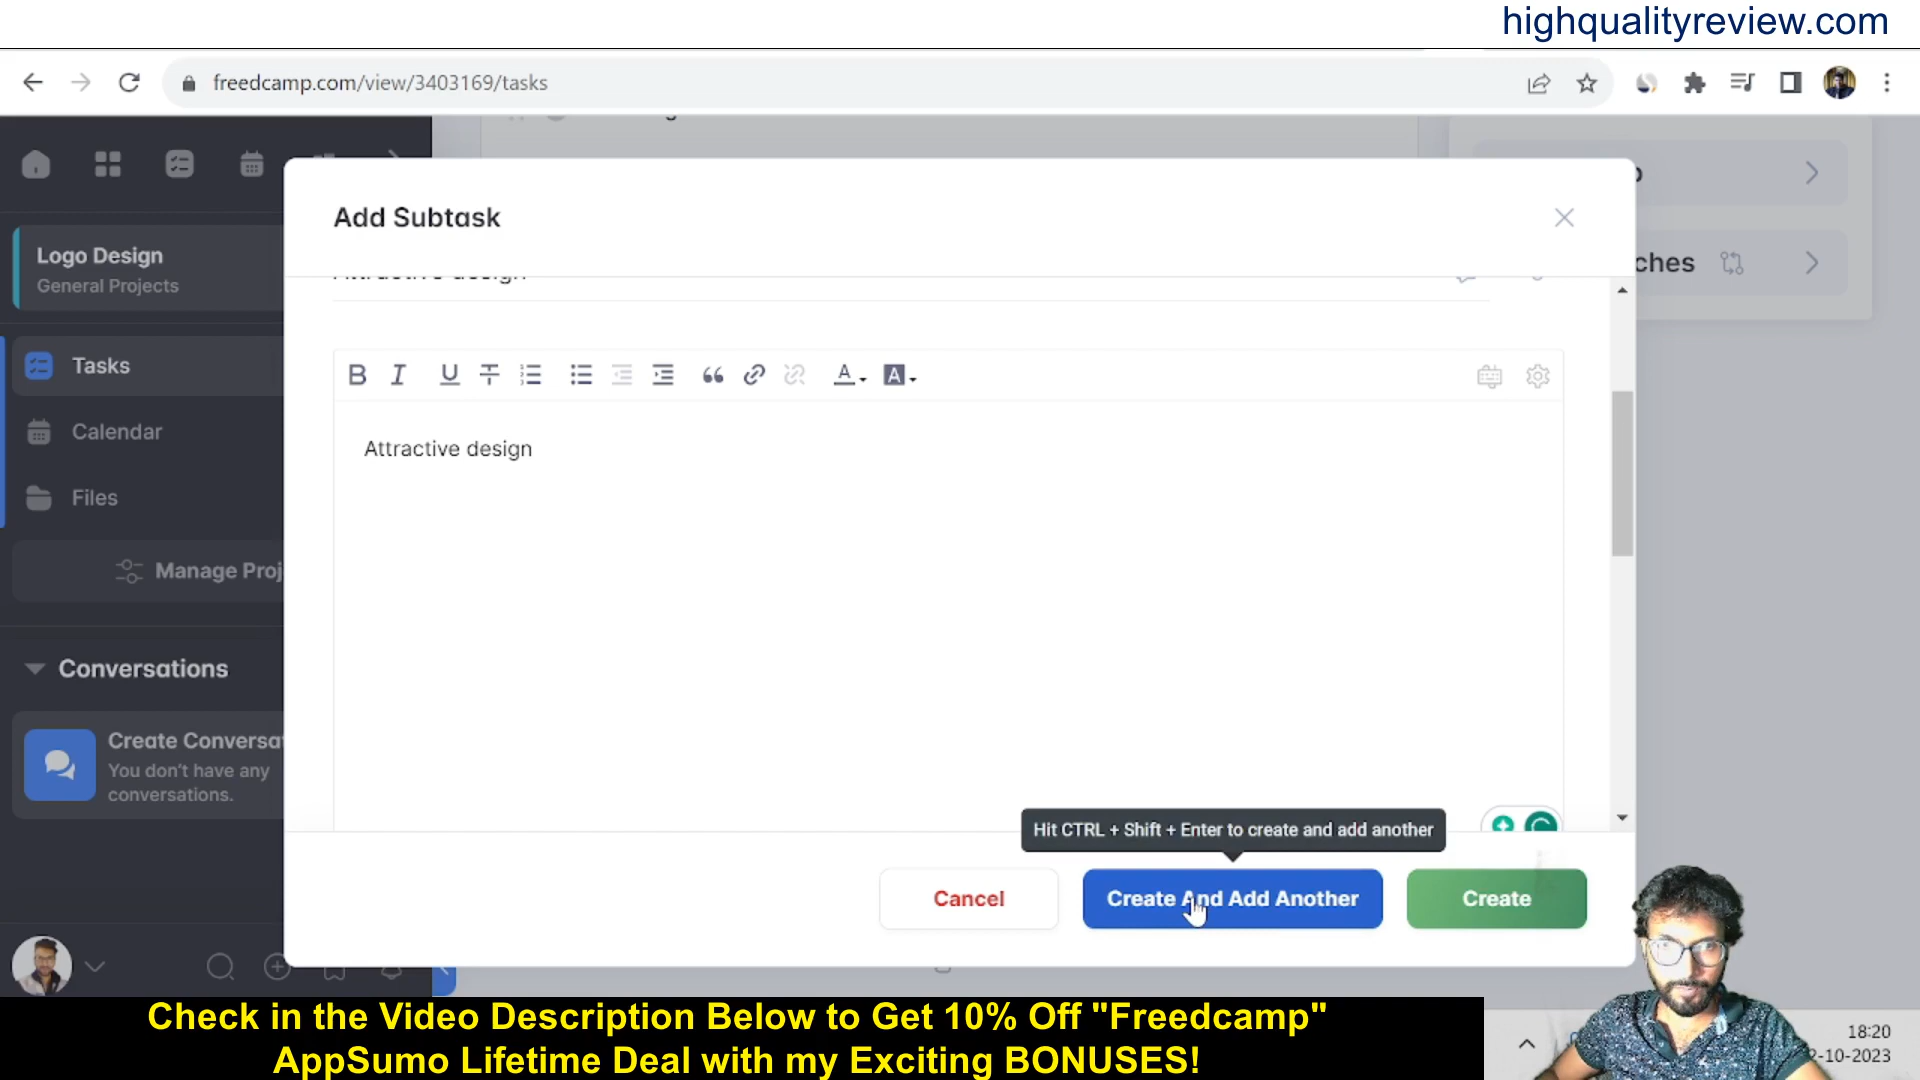 highqualityreview.com
freedcamp.com/view/3403169/tasks
Add Subtask
Logo Design
General Projects
ches
Attractive design
Tasks
Calendar
Files
Manage Proj
Attractive design
Conversations
Create Conversa
You don't have any
conversations.
Hit CTRL + Shift + Enter to create and add another
Cancel
Create And Add Another
Create
Check in the Video Description Below to Get 10% Off "Freedcamp"
AppSumo Lifetime Deal with my Exciting BONUSES!
18:20
2-10-2023